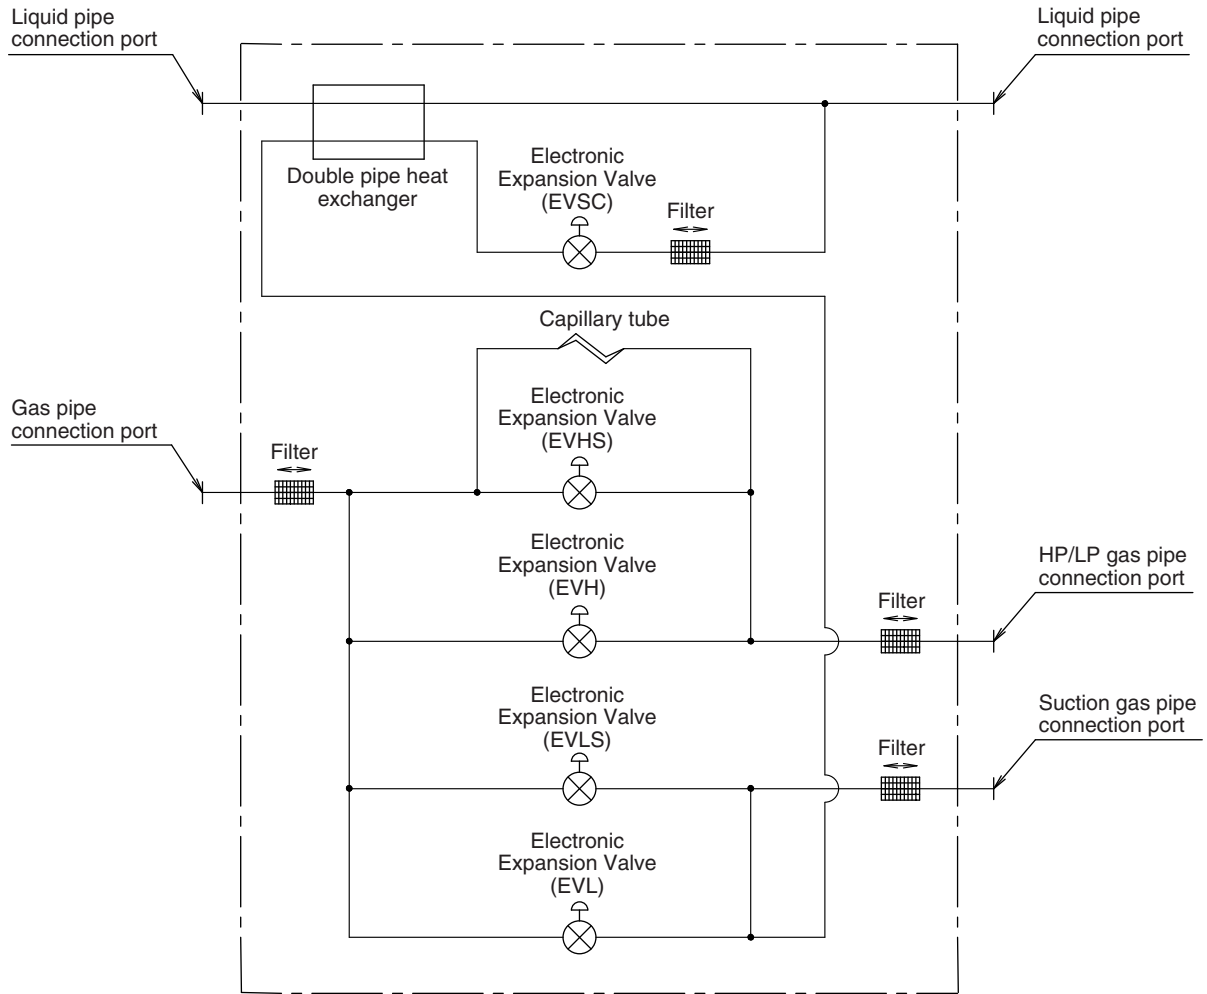 Liquid pipe
connection port
Liquid pipe
connection port
Double pipe heat
exchanger
Electronic
Expansion Valve
(EVSC)
Filter
Capillary tube
Gas pipe
connection port
Filter
Electronic
Expansion Valve
(EVHS)
Electronic
Expansion Valve
(EVH)
HP/LP gas pipe
connection port
Filter
Electronic
Expansion Valve
(EVLS)
Suction gas pipe
connection port
Filter
Electronic
Expansion Valve
(EVL)